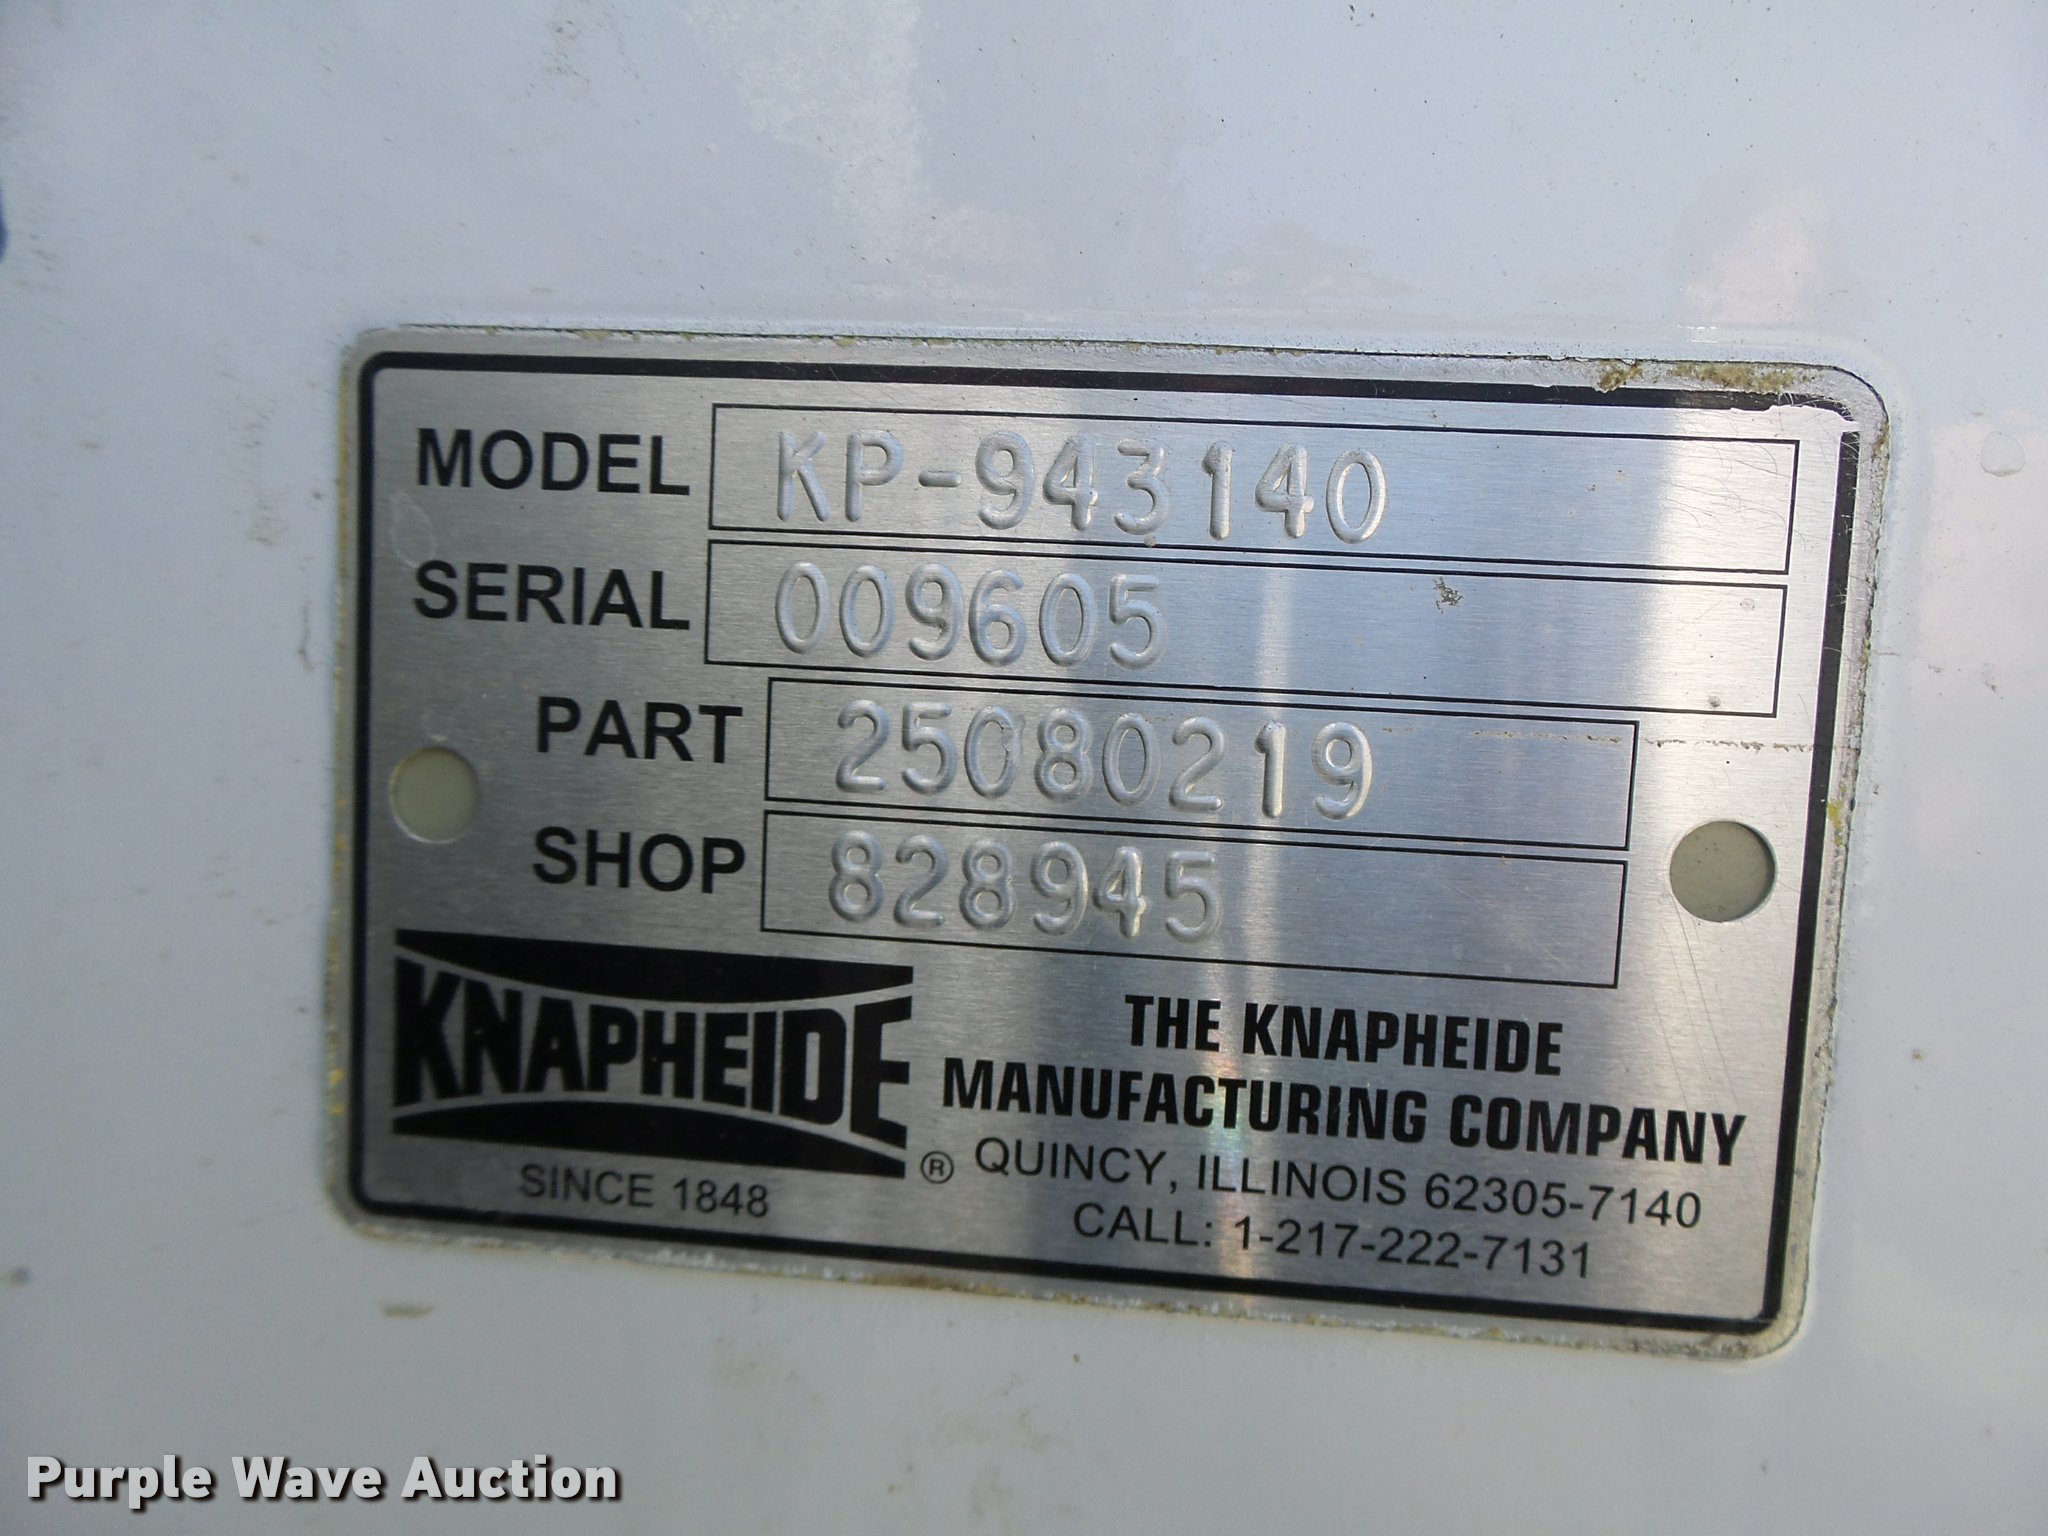 MODEL KP-943140
SERIAL 009605
PART 25080219
SHOP 828945
KNAPHEIDE ®
SINCE 1848
THE KNAPHEIDE
MANUFACTURING COMPANY
QUINCY, ILLINOIS 62305-7140
CALL: 1-217-222-7131
Purple Wave Auction